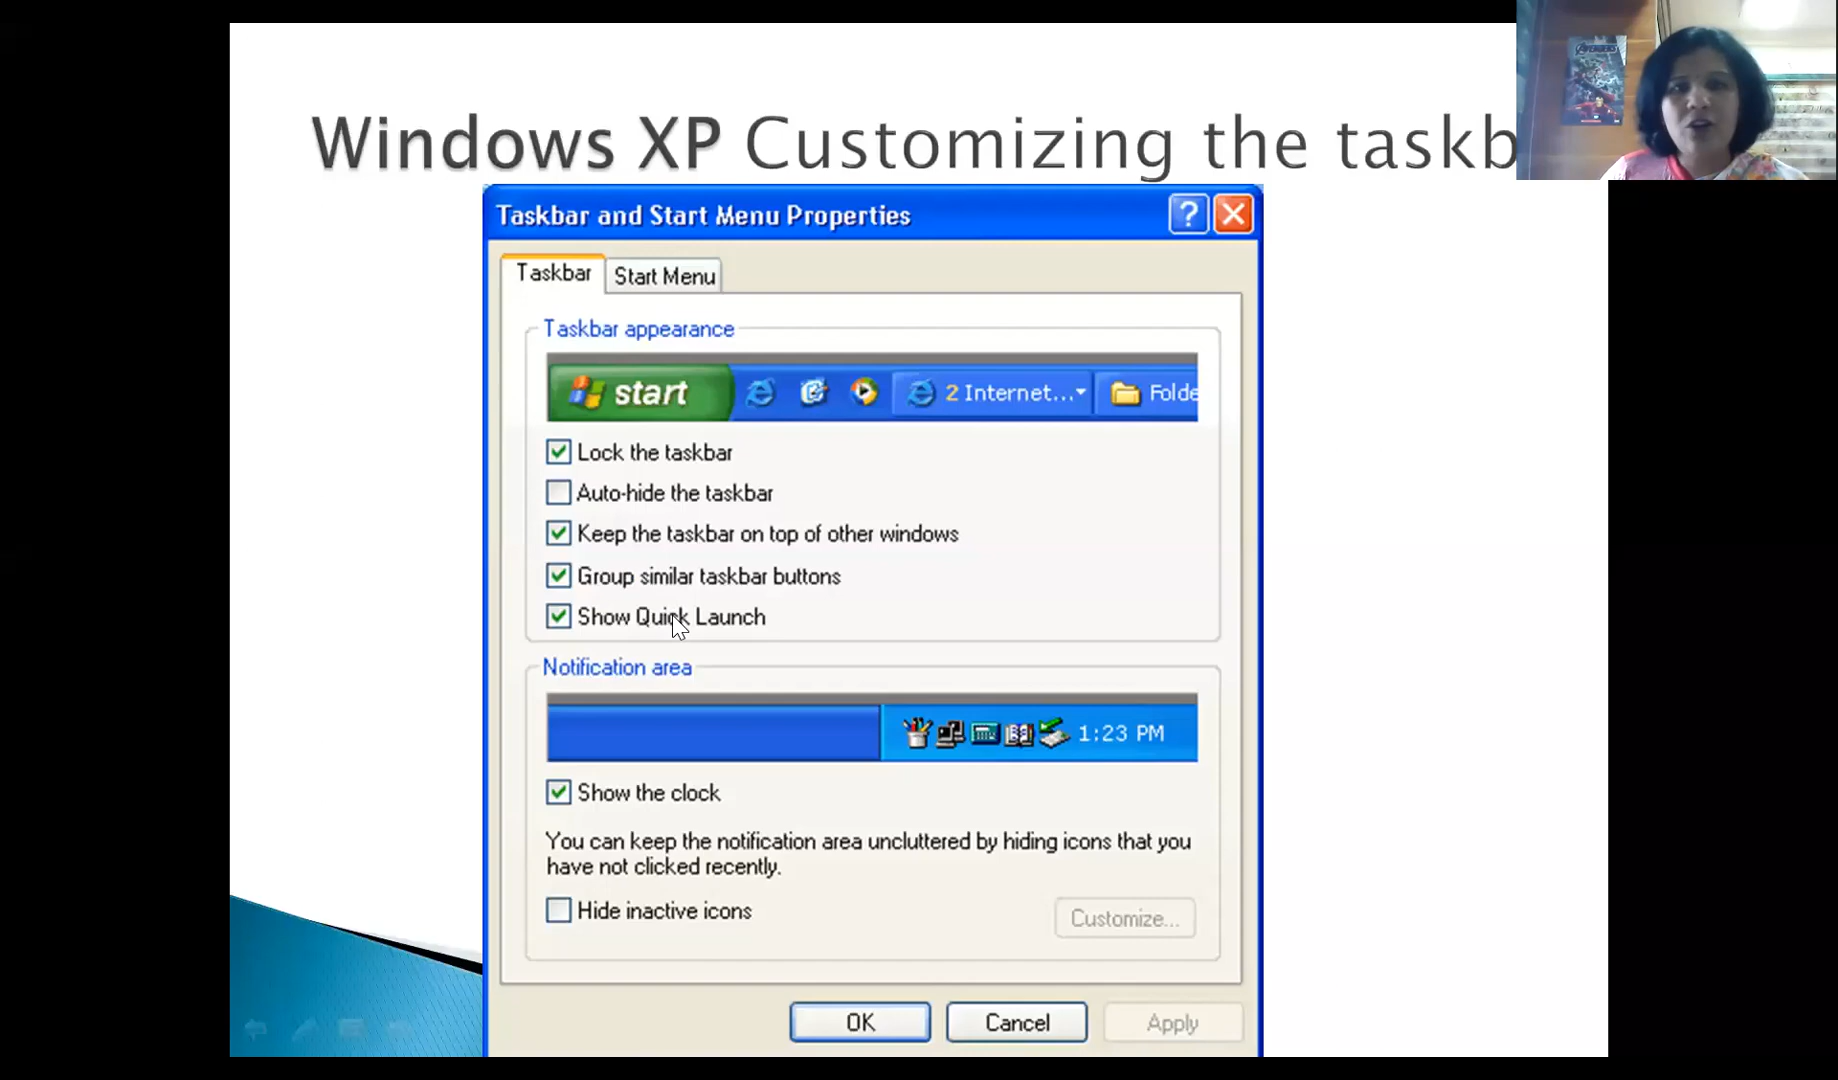 Windows XP Customizing the taskb
AVENGERS
Taskbar and Start Menu Properties
Taskbar
Start Menu
Taskbar appearance
start
2 Internet...
Folde
Lock the taskbar
Auto-hide the taskbar
Keep the taskbar on top of other windows
Group similar taskbar buttons
Show Quick Launch
Notification area
1:23 PM
Show the clock
You can keep the notification area uncluttered by hiding icons that you
have not clicked recently.
Hide inactive icons
Customize...
OK
Cancel
Apply